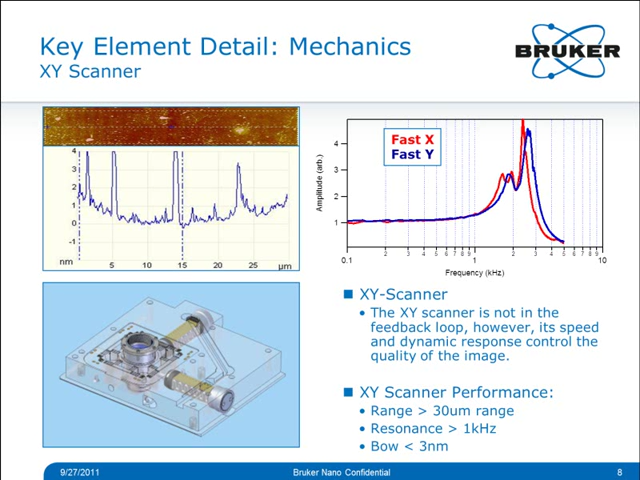 Key Element Detail: Mechanics
XY Scanner
BRUKER
4
3
2
1
0
-1
nm
5
10
15
20
25
µm
Fast X
Fast Y
Amplitude (arb.)
4
3
2
1
0.1
2
3
4
5
6
7
8
9
1
2
3
4
5
6
7
8
9
10
Frequency (kHz)
XY-Scanner
• The XY scanner is not in the
feedback loop, however, its speed
and dynamic response control the
quality of the image.
XY Scanner Performance:
• Range > 30um range
• Resonance > 1kHz
• Bow < 3nm
9/27/2011
Bruker Nano Confidential
8